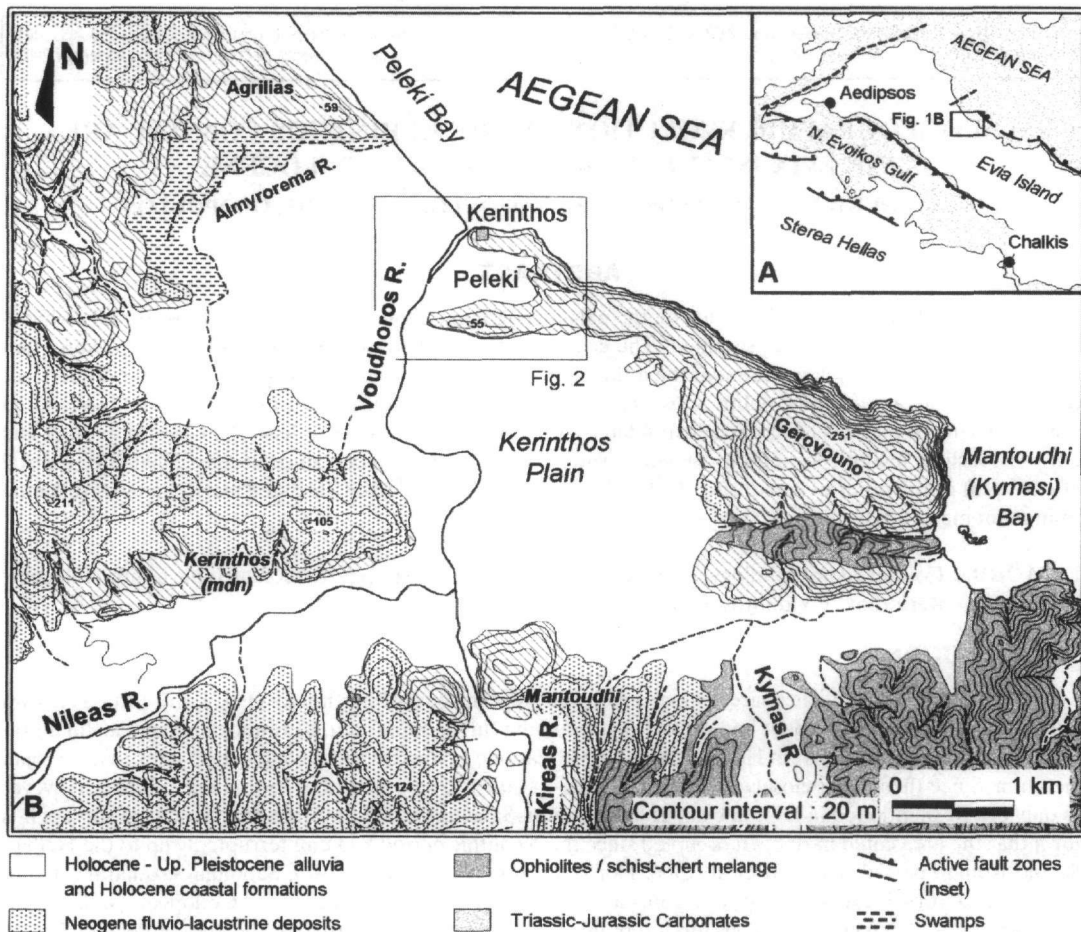 N
Agrilias
59
Peleki Bay
AEGEAN SEA
Almyrorema R.
Kerinthos
Peleki
55
Voudhoros R.
Fig. 2
Kerinthos
Plain
Gerovouno
251
Mantoudhi
(Kymasi)
Bay
211
105
Kerinthos
(mdn)
Nileas R.
Mantoudhi
124
Kireas R.
Kymasi R.
B
0 1 km
Contour interval : 20 m
AEGEAN SEA
Aedipsos
Fig. 1B
N. Evoikos Gulf
Evia Island
Sterea Hellas
Chalkis
A
Holocene - Up. Pleistocene alluvia
and Holocene coastal formations
Neogene fluvio-lacustrine deposits
Ophiolites / schist-chert melange
Triassic-Jurassic Carbonates
Active fault zones
(inset)
Swamps